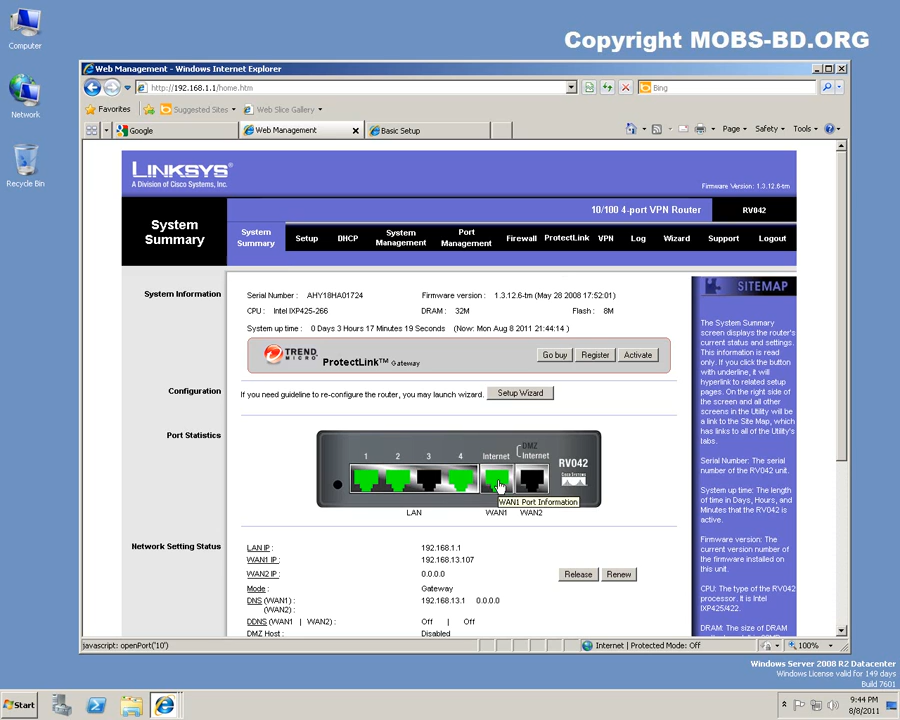 Computer
Network
Recycle Bin
Copyright MOBS-BD.ORG
Web Management - Windows Internet Explorer
http://192.168.1.1/home.htm
Bing
Favorites
Suggested Sites
Web Slice Gallery
Google
Web Management
Basic Setup
Page
Safety
Tools
LINKSYS®
A Division of Cisco Systems, Inc.
Firmware Version: 1.3.12.6-tm
10/100 4-port VPN Router
RV042
System Summary
System Summary
Setup
DHCP
System Management
Port Management
Firewall
ProtectLink
VPN
Log
Wizard
Support
Logout
System Information
Serial Number : AHY18HA01724
Firmware version : 1.3.12.6-tm (May 28 2008 17:52:01)
CPU : Intel IXP425-266
DRAM : 32M
Flash : 8M
System up time : 0 Days 3 Hours 17 Minutes 19 Seconds (Now: Mon Aug 8 2011 21:44:14 )
TREND MICRO
ProtectLink™ Gateway
Go buy
Register
Activate
Configuration
If you need guideline to re-configure the router, you may launch wizard.
Setup Wizard
Port Statistics
1
2
3
4
Internet
DMZ
Internet
RV042
CISCO SYSTEMS
WAN1 Port Information
LAN
WAN1
WAN2
Network Setting Status
LAN IP :
192.168.1.1
WAN1 IP :
192.168.13.107
WAN2 IP :
0.0.0.0
Release
Renew
Mode :
Gateway
DNS (WAN1) :
192.168.13.1 0.0.0.0
(WAN2) :
DDNS (WAN1 | WAN2) :
Off | Off
DMZ Host :
Disabled
SITEMAP
The System Summary
screen displays the router's
current status and settings.
This information is read
only. If you click the button
with underline, it will
hyperlink to related setup
pages. On the right side of
the screen and all other
screens in the Utility will be
a link to the Site Map, which
has links to all of the Utility's
tabs.
Serial Number: The serial
number of the RV042 unit.
System up time: The length
of time in Days, Hours, and
Minutes that the RV042 is
active.
Firmware version: The
current version number of
the firmware installed on
this unit.
CPU: The type of the RV042
processor. It is Intel
IXP425/422.
DRAM: The size of DRAM
javascript: openPort('10')
Internet | Protected Mode: Off
100%
Windows Server 2008 R2 Datacenter
Windows License valid for 149 days
Build 7601
Start
9:44 PM
8/8/2011